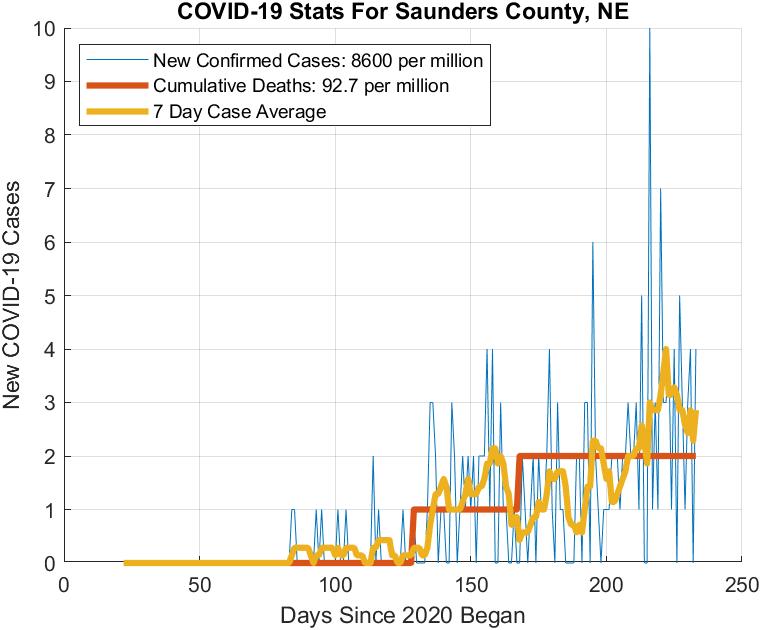 COVID-19 Stats For Saunders County, NE
New Confirmed Cases: 8600 per million
Cumulative Deaths: 92.7 per million
7 Day Case Average
10
9
8
7
6
5
4
3
2
1
0
New COVID-19 Cases
0 50 100 150 200 250
Days Since 2020 Began